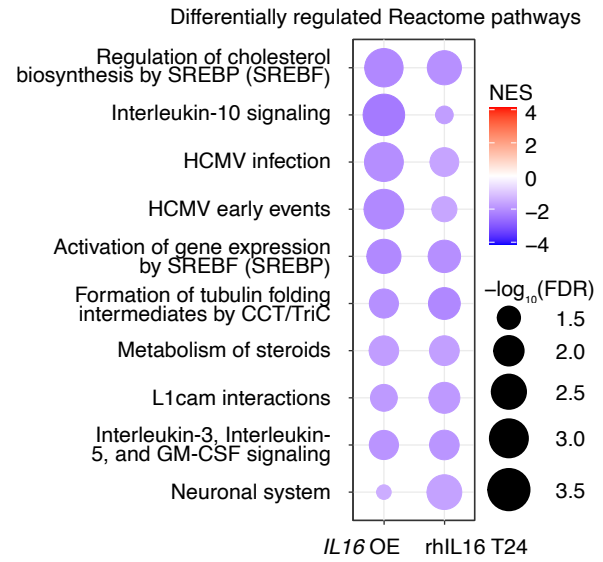 Differentially regulated Reactome pathways
Regulation of cholesterol
biosynthesis by SREBP (SREBF)
Interleukin-10 signaling
HCMV infection
HCMV early events
Activation of gene expression
by SREBF (SREBP)
Formation of tubulin folding
intermediates by CCT/TriC
Metabolism of steroids
L1cam interactions
Interleukin-3, Interleukin-
5, and GM-CSF signaling
Neuronal system
IL16 OE rhIL16 T24
NES
4
2
0
−2
−4
−log₁₀(FDR)
1.5
2.0
2.5
3.0
3.5